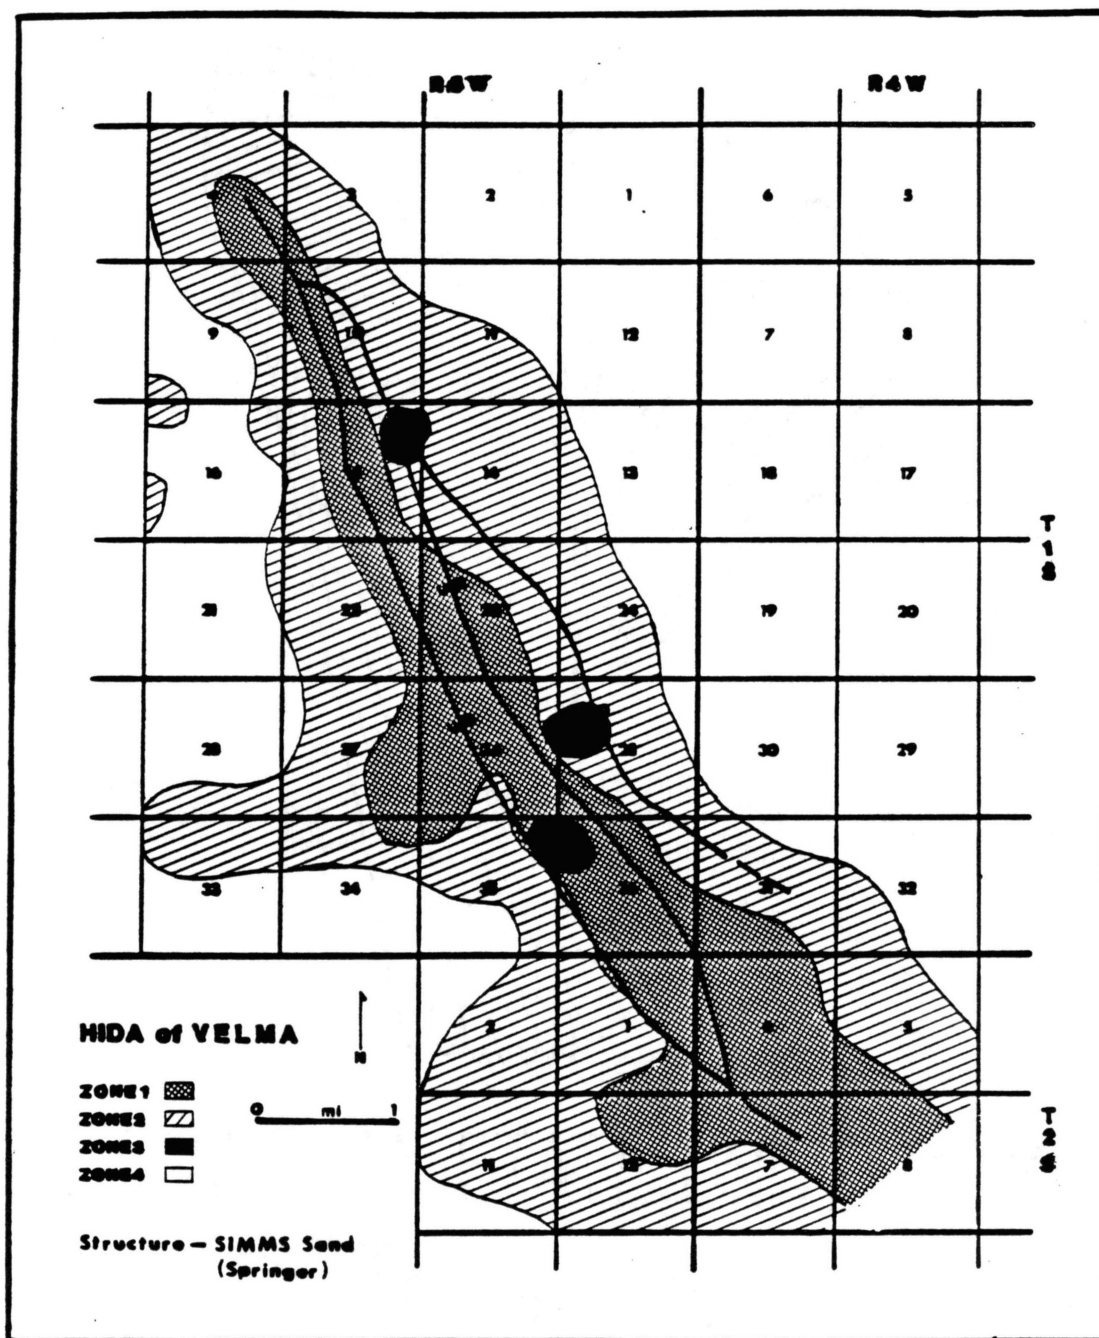 R5W R4W
4 3 2 1 6 5
9 10 11 12 7 8
16 15 14 13 18 17
T
1
S
21 22 23 24 19 20
28 27 26 25 30 29
33 34 35 36 31 32
2 1 6 5
HIDA of VELMA
N
ZONE1
ZONE2
ZONE3
ZONE4
0 mi 1
T
2
S
11 12 7 8
Structure — SIMMS Sand
(Springer)